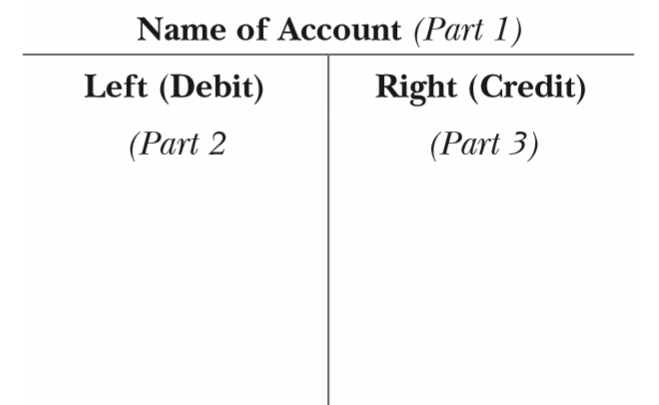 Name of Account (Part 1)
Left (Debit)
Right (Credit)
(Part 2
(Part 3)